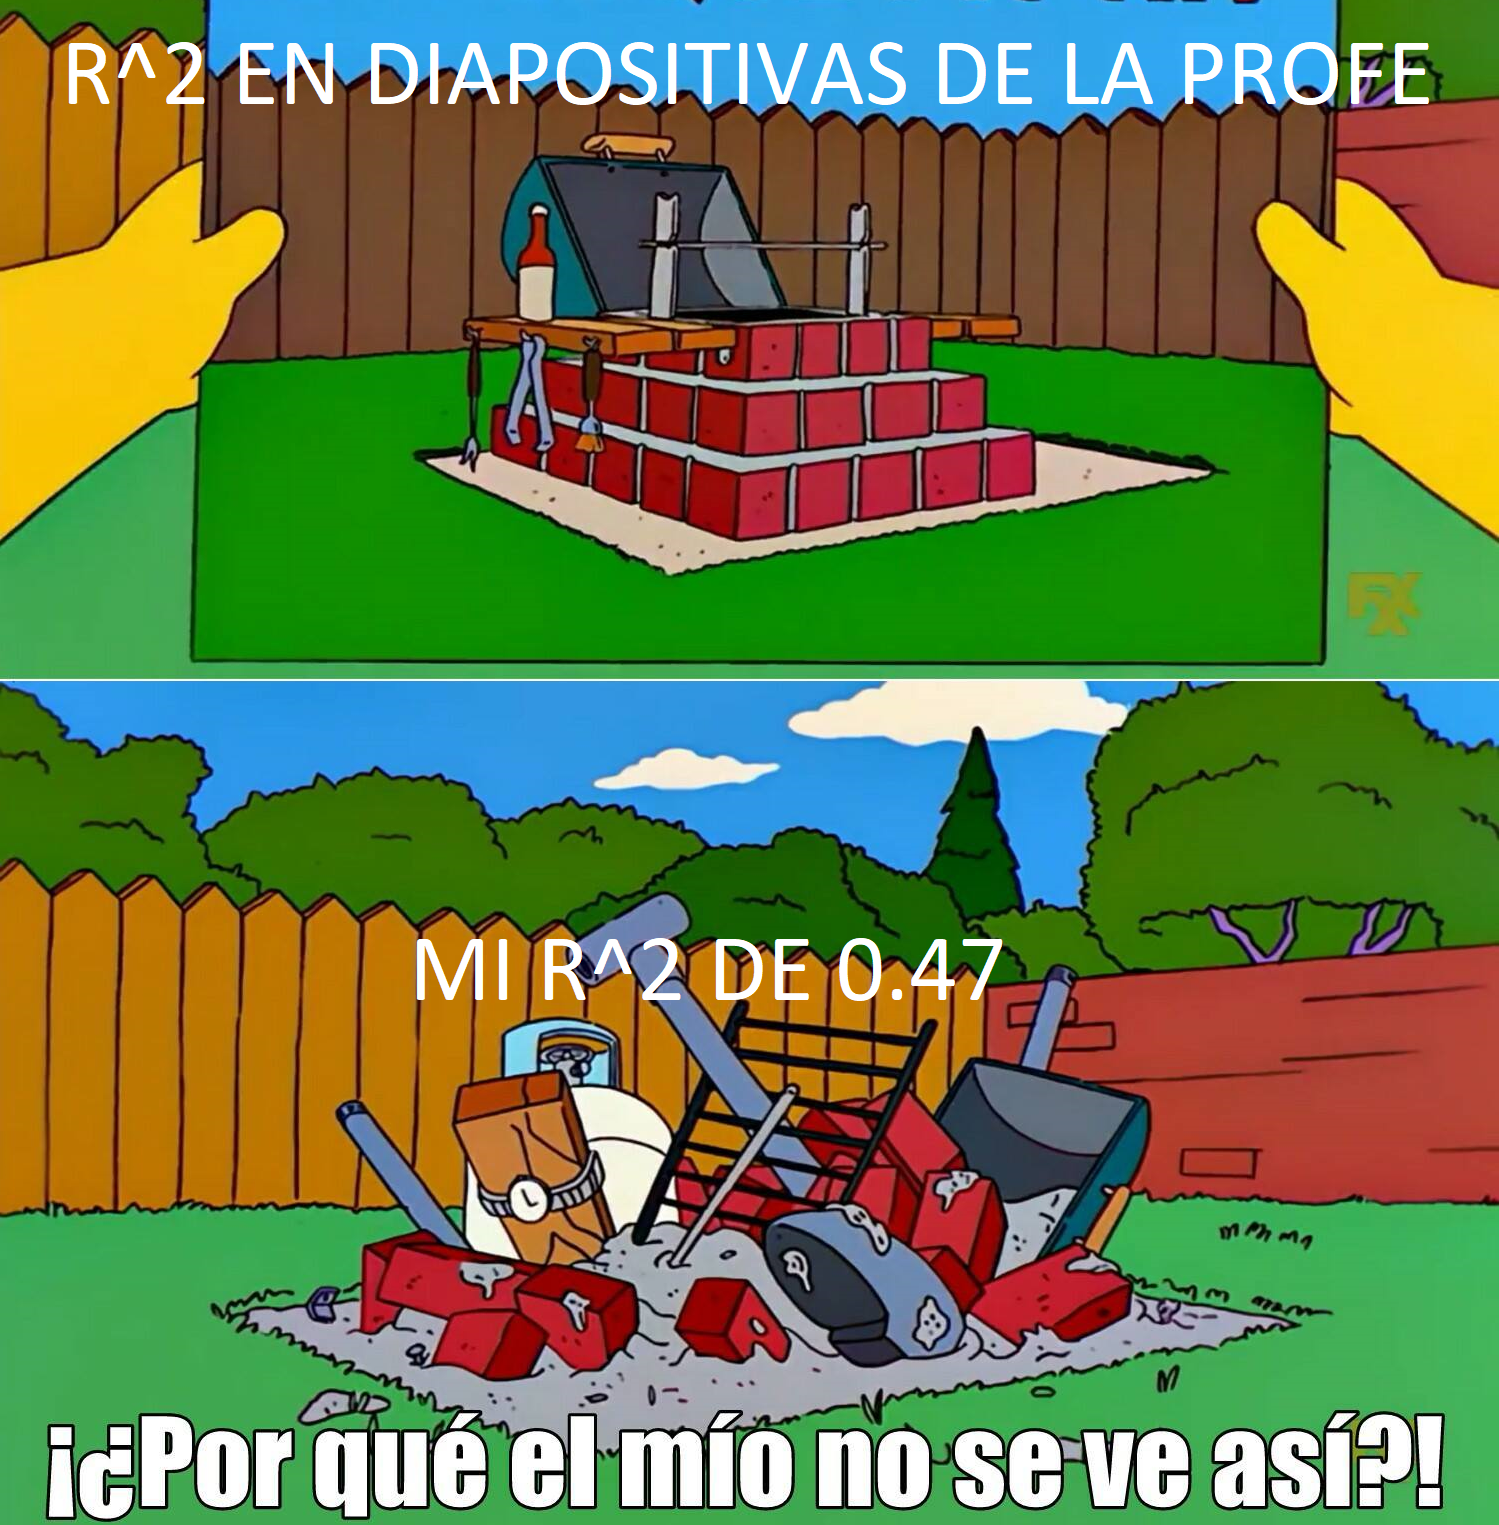 R^2 EN DIAPOSITIVAS DE LA PROFE
FXX
MI R^2 DE 0.47
¡¿Por qué el mío no se ve así?!